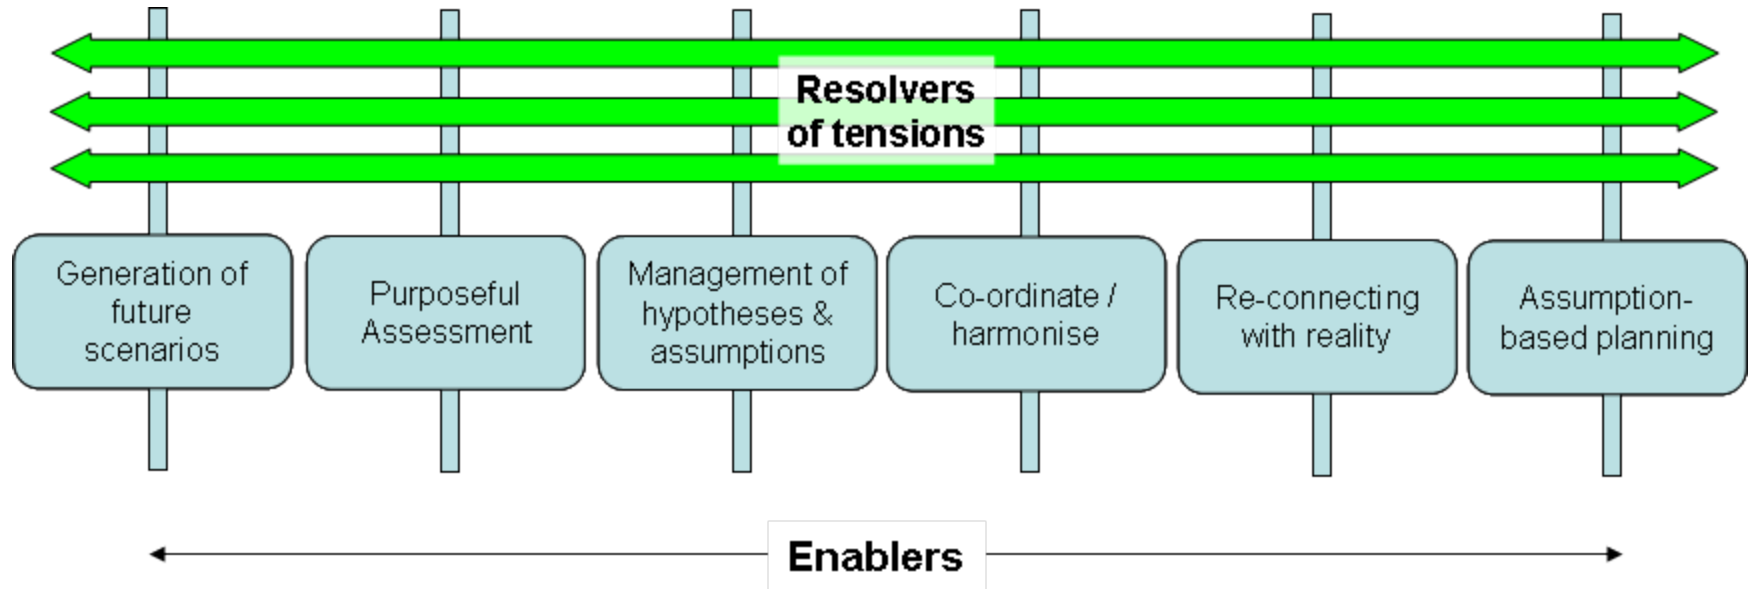 Resolvers
of tensions
Generation of
future
scenarios
Purposeful
Assessment
Management of
hypotheses &
assumptions
Co-ordinate /
harmonise
Re-connecting
with reality
Assumption-
based planning
Enablers